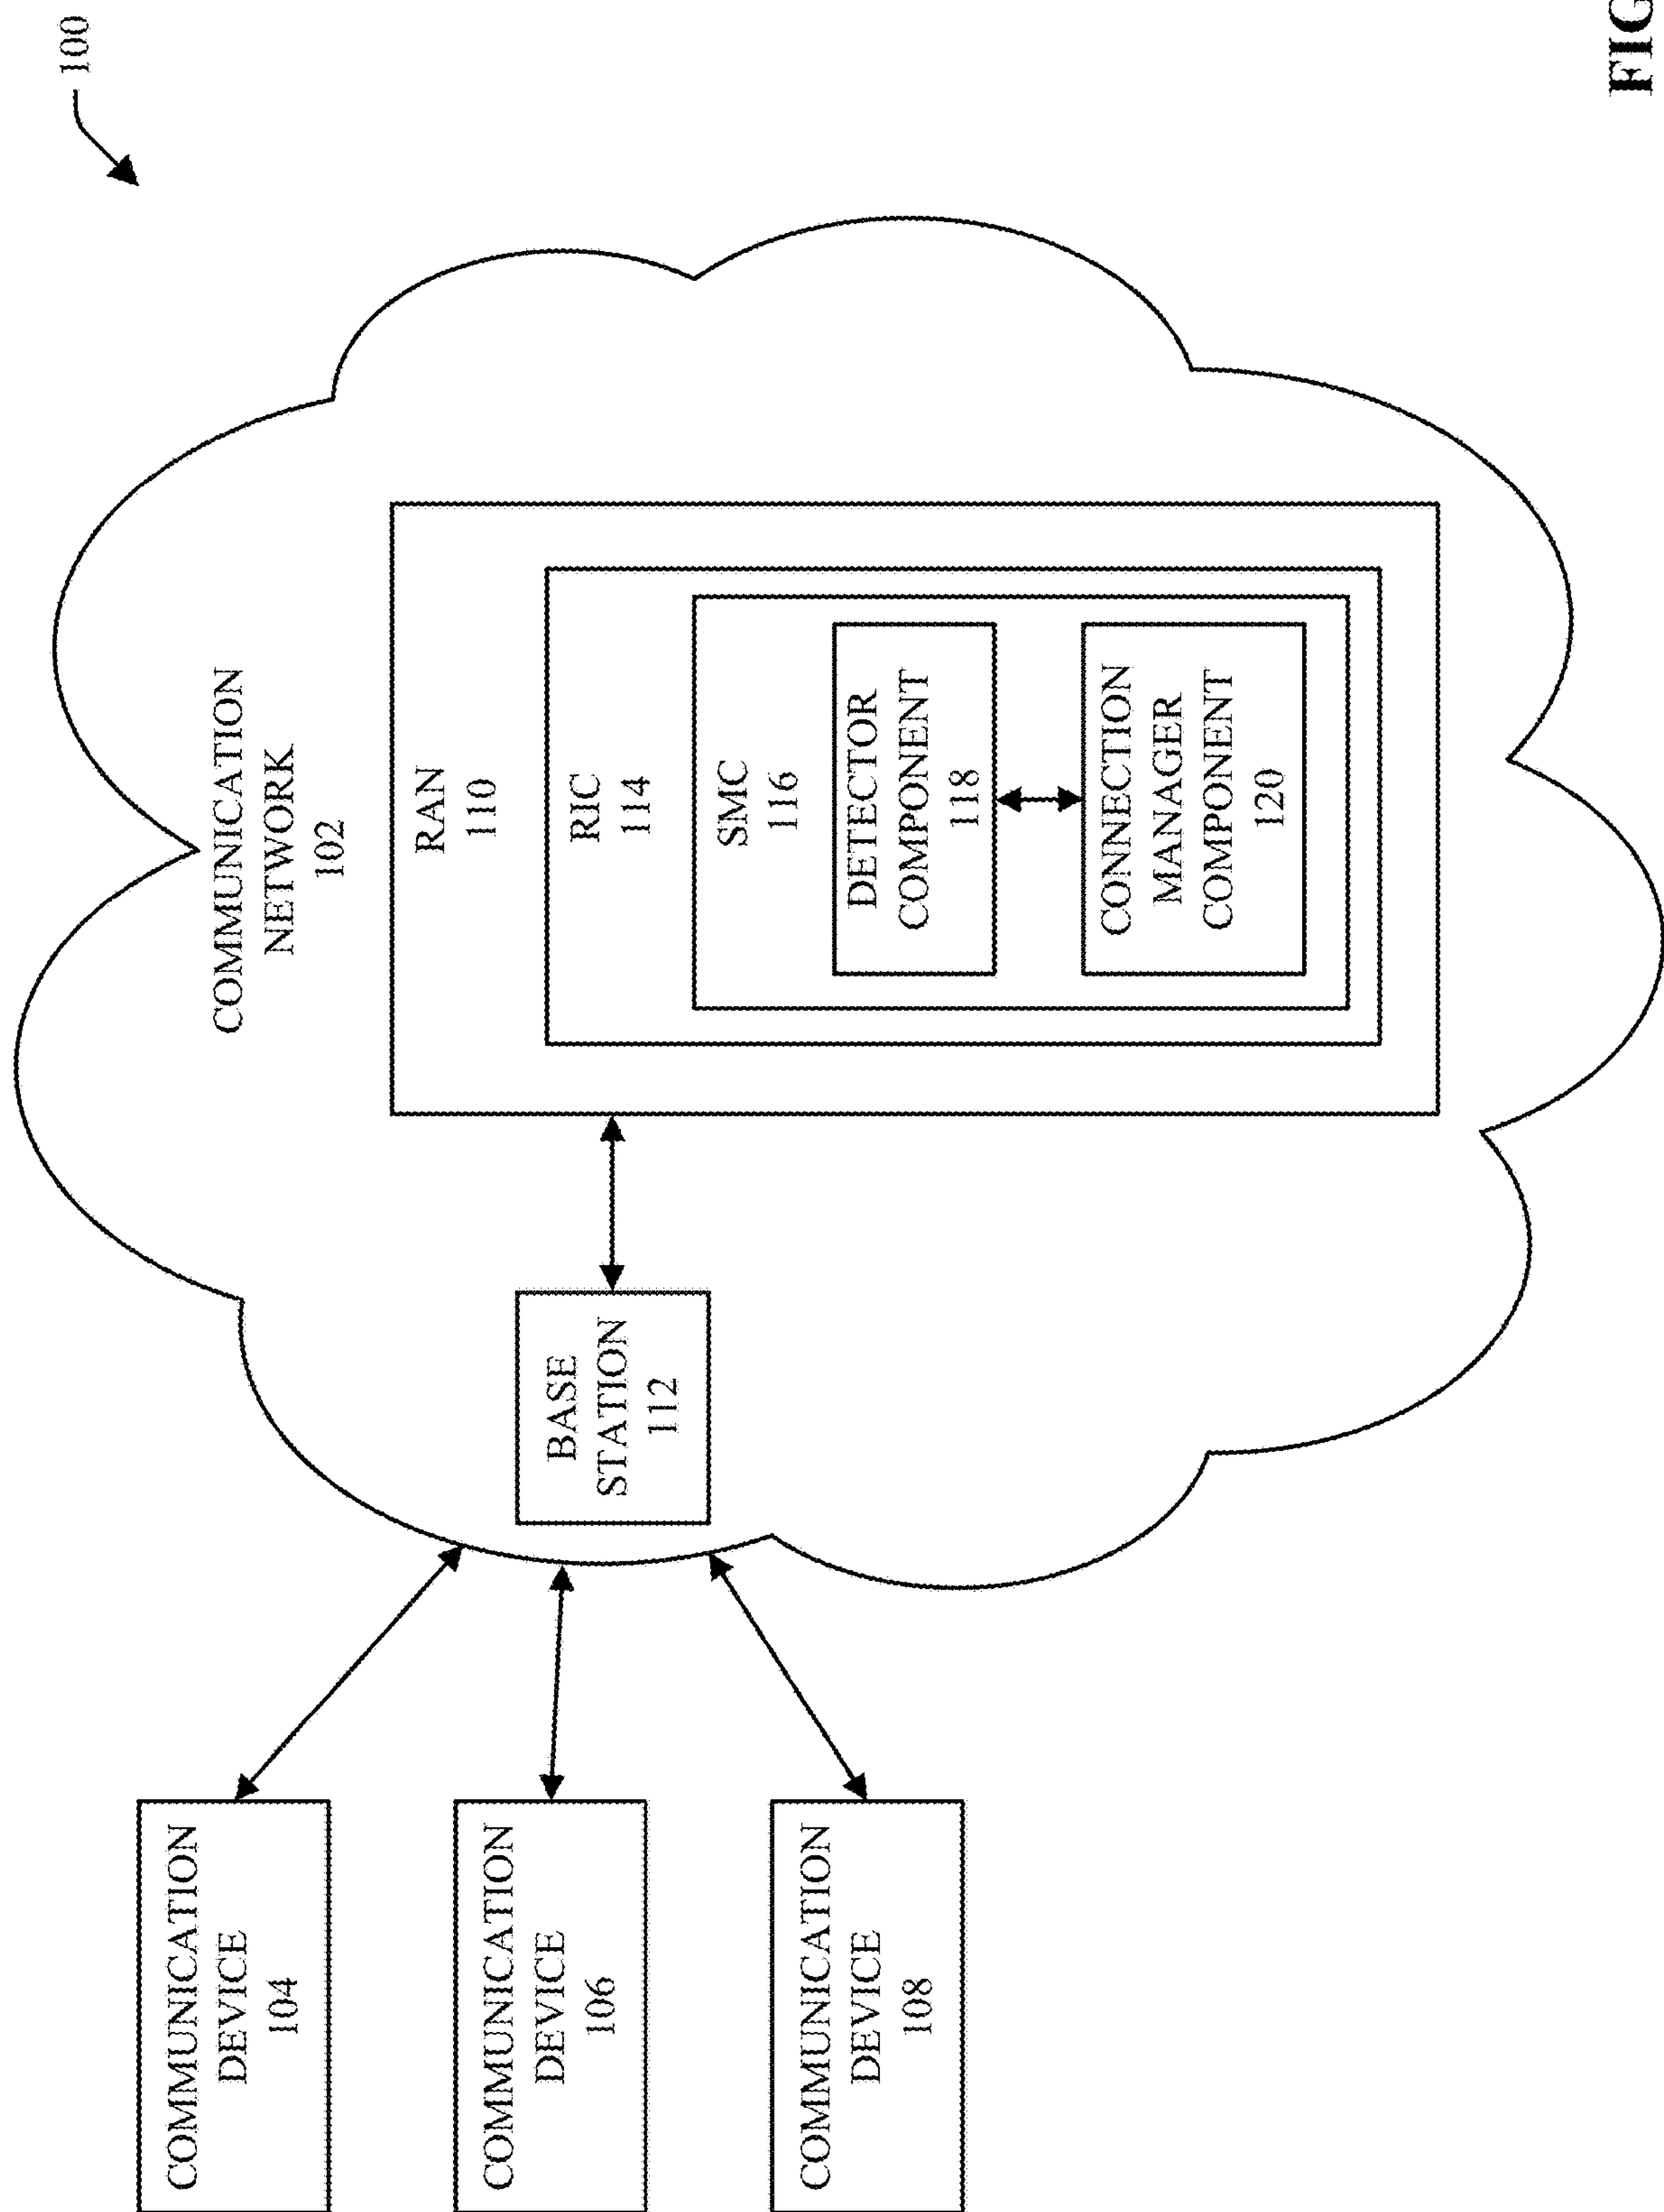 100
COMMUNICATION
NETWORK
102
COMMUNICATION
DEVICE
104
COMMUNICATION
DEVICE
106
COMMUNICATION
DEVICE
108
BASE
STATION
112
RAN
110
RIC
114
SMC
116
DETECTOR
COMPONENT
118
CONNECTION
MANAGER
COMPONENT
120
FIG